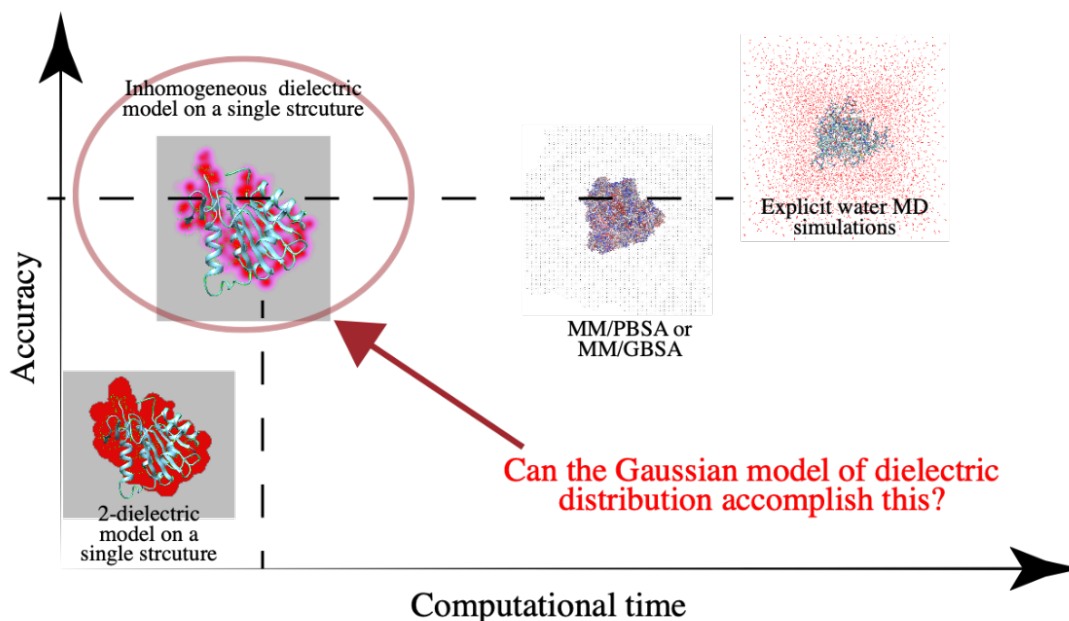 Inhomogeneous dielectric
model on a single strcuture
Explicit water MD
simulations
MM/PBSA or
MM/GBSA
Accuracy
2-dielectric
model on a
single strcuture
Can the Gaussian model of dielectric
distribution accomplish this?
Computational time